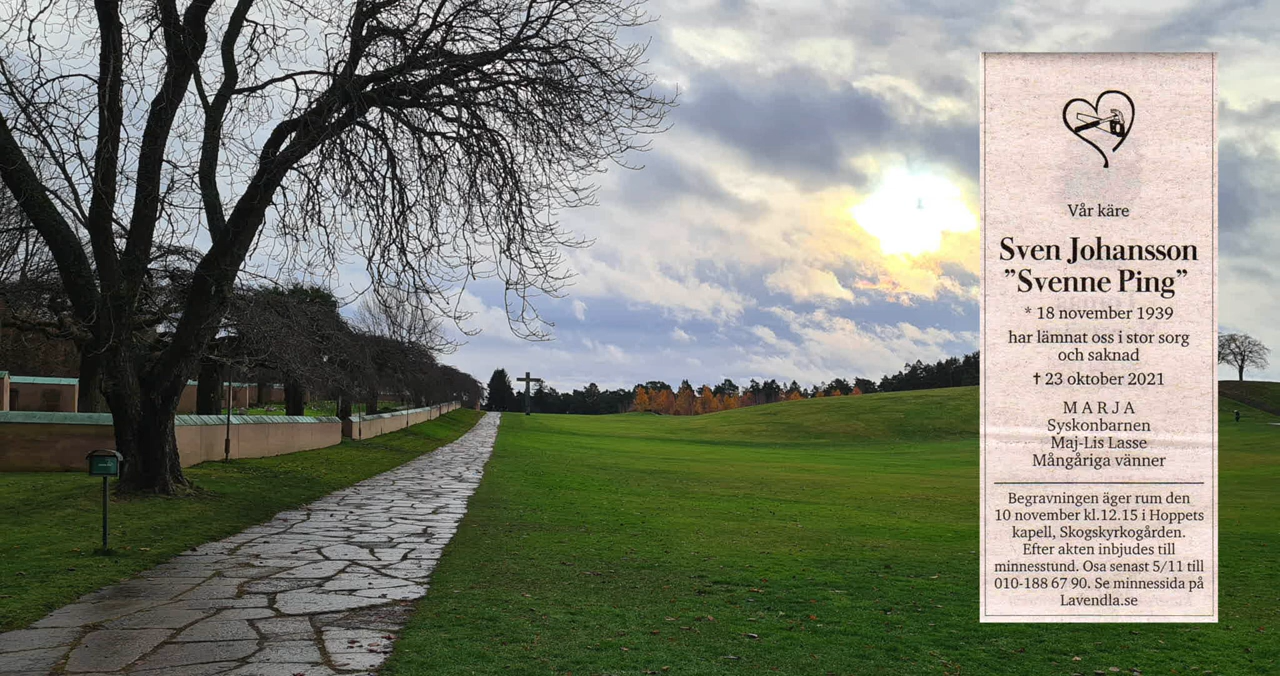 Vår käre
Sven Johansson
”Svenne Ping”
* 18 november 1939
har lämnat oss i stor sorg
och saknad
† 23 oktober 2021
MARJA
Syskonbarnen
Maj-Lis Lasse
Mångåriga vänner
Begravningen äger rum den
10 november kl.12.15 i Hoppets
kapell, Skogskyrkogården.
Efter akten inbjudes till
minnesstund. Osa senast 5/11 till
010-188 67 90. Se minnessida på
Lavendla.se